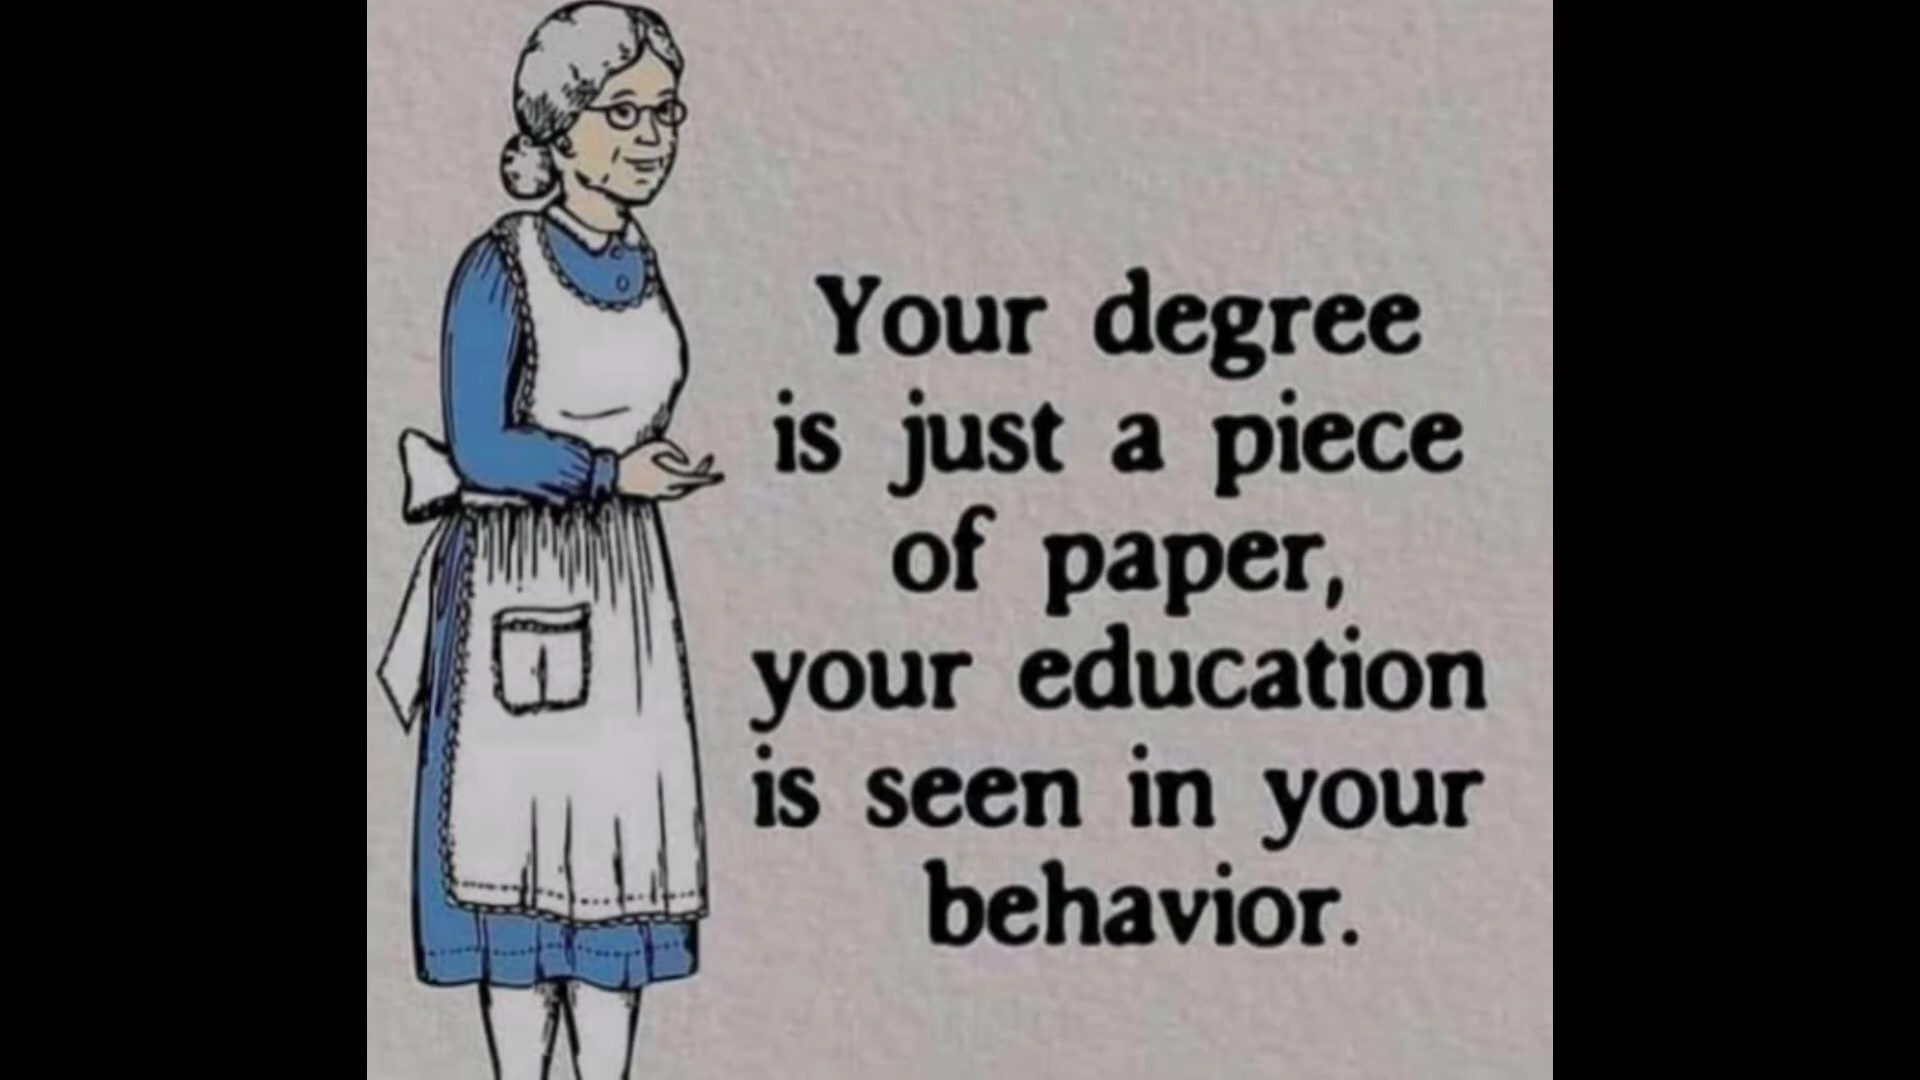 Your degree
is just a piece
of paper,
your education
is seen in your
behavior.